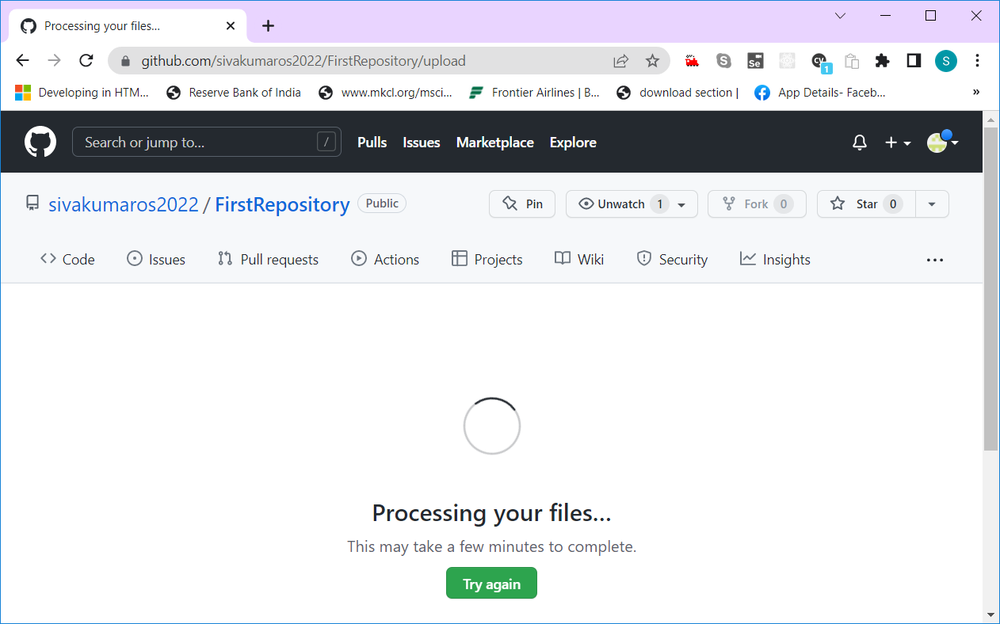 Processing your files...
github.com/sivakumaros2022/FirstRepository/upload
Se
CV
1
S
Developing in HTM...
Reserve Bank of India
www.mkcl.org/msci...
Frontier Airlines | B...
download section |
App Details- Faceb...
»
Search or jump to...
/
Pulls
Issues
Marketplace
Explore
sivakumaros2022 / FirstRepository
Public
Pin
Unwatch 1
Fork 0
Star 0
Code
Issues
Pull requests
Actions
Projects
Wiki
Security
Insights
Processing your files...
This may take a few minutes to complete.
Try again